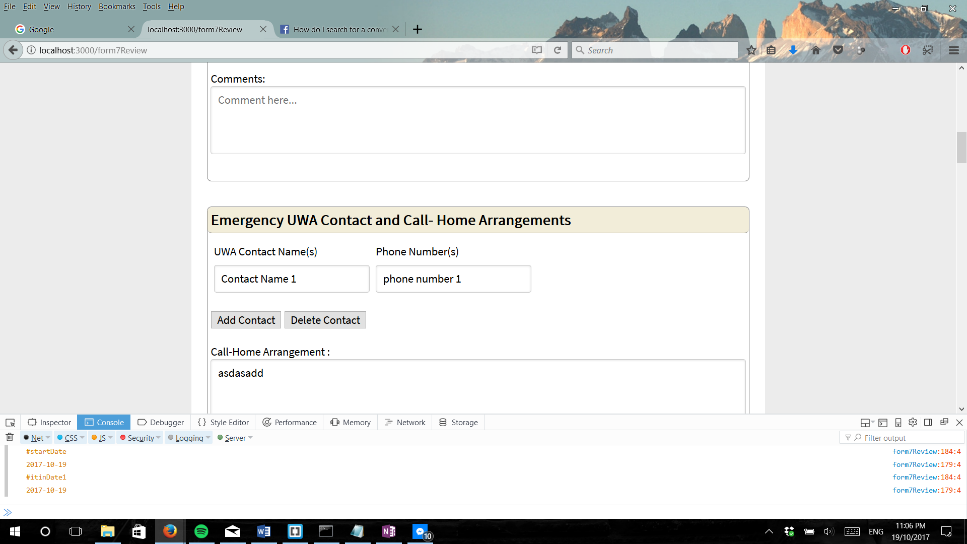 File Edit View History Bookmarks Tools Help
Google
localhost:3000/form7Review
How do I search for a conve
localhost:3000/form7Review
Search
Comments:
Comment here...
Emergency UWA Contact and Call- Home Arrangements
UWA Contact Name(s) Phone Number(s)
Contact Name 1 phone number 1
Add Contact Delete Contact
Call-Home Arrangement :
asdasadd
Inspector Console Debugger {} Style Editor Performance Memory Network Storage
Net CSS JS Security Logging Server Filter output
#startDate form7Review:184:4
2017-10-19 form7Review:179:4
#itinDate1 form7Review:184:4
2017-10-19 form7Review:179:4
»
10 ENG 11:06 PM
19/10/2017